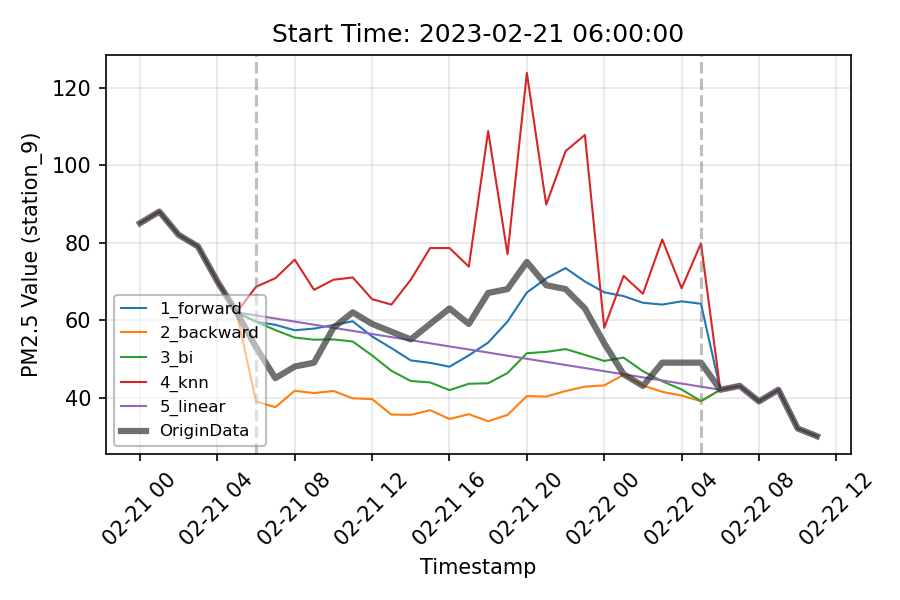 Start Time: 2023-02-21 06:00:00
PM2.5 Value (station_9)
120
100
80
60
40
1_forward
2_backward
3_bi
4_knn
5_linear
OriginData
02-21 00
02-21 04
02-21 08
02-21 12
02-21 16
02-21 20
02-22 00
02-22 04
02-22 08
02-22 12
Timestamp